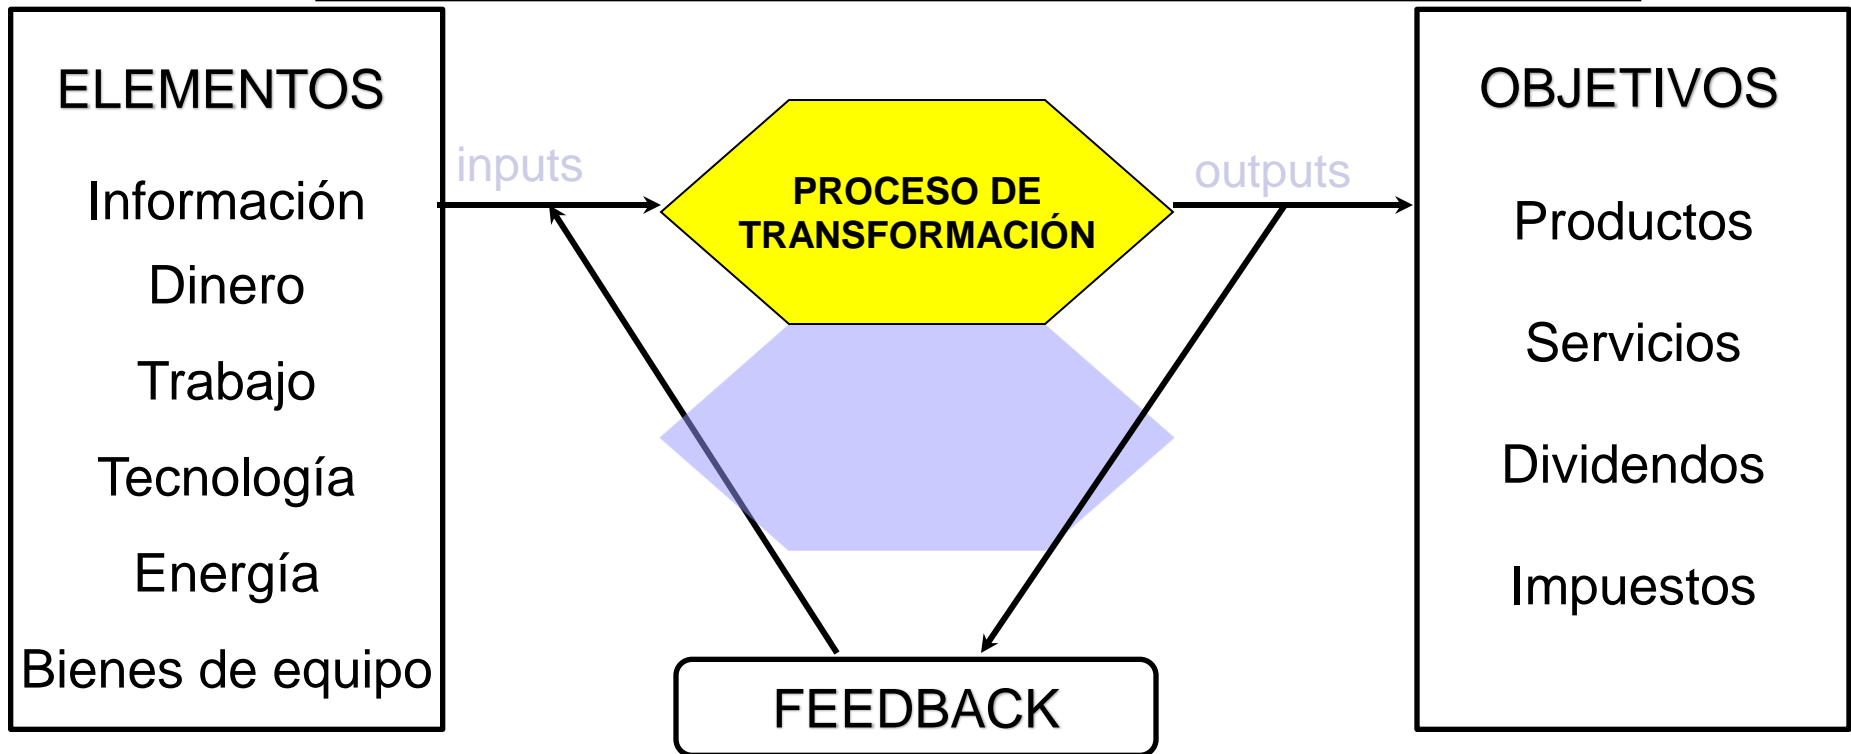 ELEMENTOS
Información
Dinero
Trabajo
Tecnología
Energía
Bienes de equipo
inputs
PROCESO DE
TRANSFORMACIÓN
outputs
FEEDBACK
OBJETIVOS
Productos
Servicios
Dividendos
Impuestos